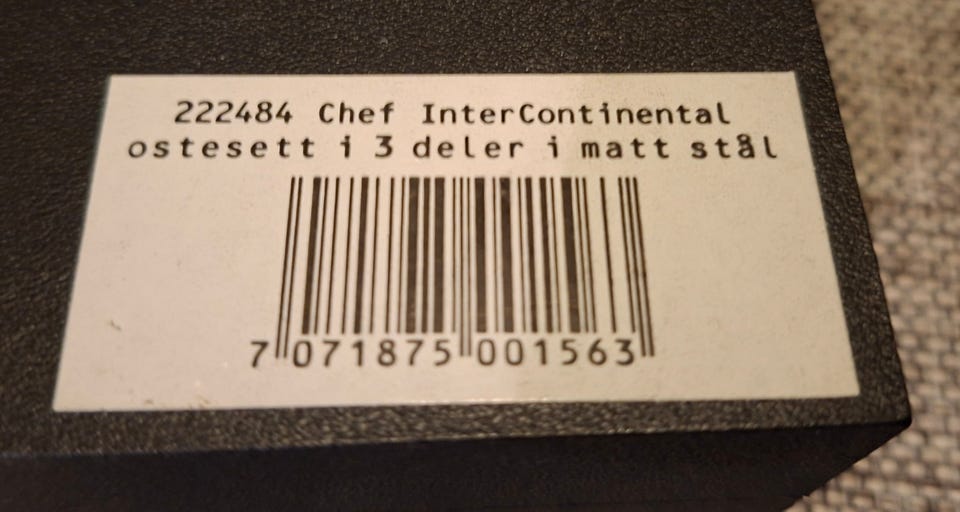 222484 Chef InterContinental
ostesett i 3 deler i matt stål
7 071875 001563